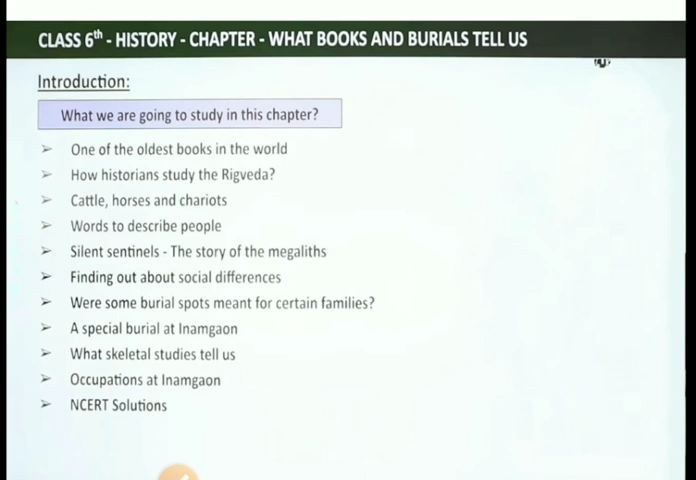 CLASS 6th - HISTORY - CHAPTER - WHAT BOOKS AND BURIALS TELL US
Introduction:
What we are going to study in this chapter?
➢ One of the oldest books in the world
➢ How historians study the Rigveda?
➢ Cattle, horses and chariots
➢ Words to describe people
➢ Silent sentinels - The story of the megaliths
➢ Finding out about social differences
➢ Were some burial spots meant for certain families?
➢ A special burial at Inamgaon
➢ What skeletal studies tell us
➢ Occupations at Inamgaon
➢ NCERT Solutions